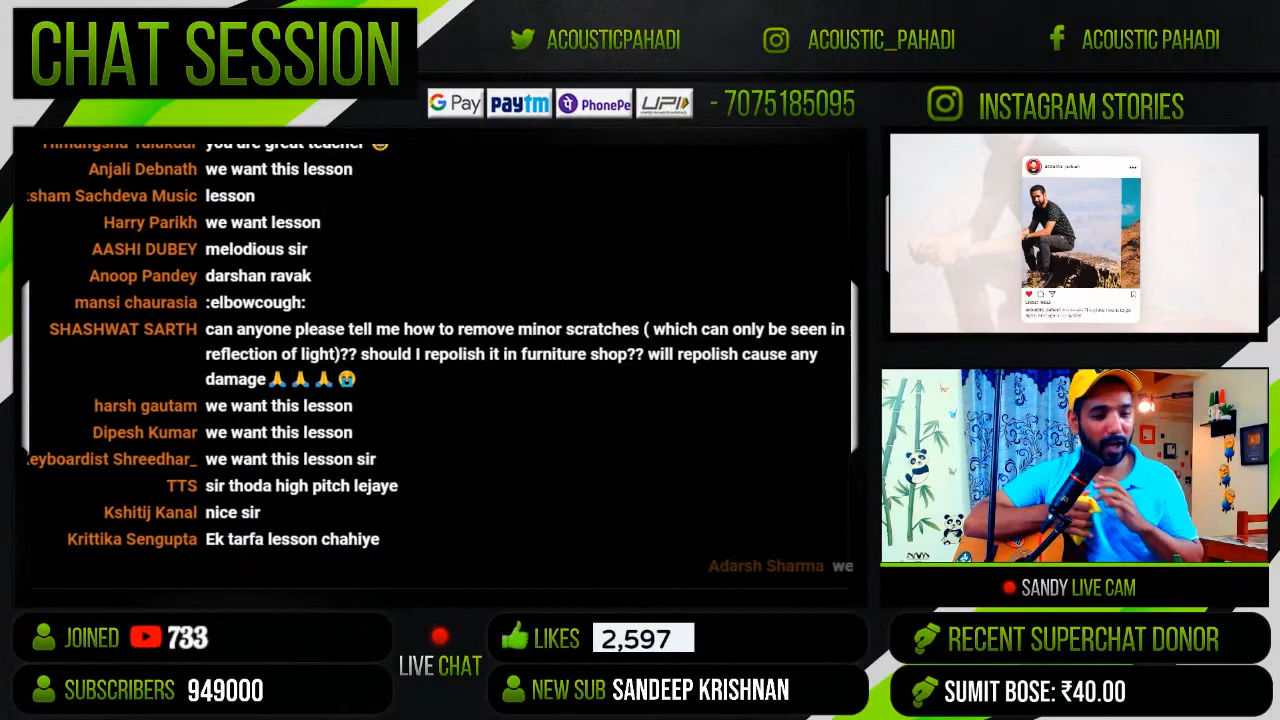 CHAT SESSION
ACOUSTICPAHADI
ACOUSTIC_PAHADI
ACOUSTIC PAHADI
G Pay paytm PhonePe UPI - 7075185095
INSTAGRAM STORIES
you are great teacher
Anjali Debnath we want this lesson
sham Sachdeva Music lesson
Harry Parikh we want lesson
AASHI DUBEY melodious sir
Anoop Pandey darshan ravak
mansi chaurasia :elbowcough:
SHASHWAT SARTH can anyone please tell me how to remove minor scratches ( which can only be seen in
reflection of light)?? should I repolish it in furniture shop?? will repolish cause any
damage🙏🙏🙏😭
harsh gautam we want this lesson
Dipesh Kumar we want this lesson
eyboardist Shreedhar_ we want this lesson sir
TTS sir thoda high pitch lejaye
Kshitij Kanal nice sir
Krittika Sengupta Ek tarfa lesson chahiye
Adarsh Sharma we
acoustic_pahadi
SANDY LIVE CAM
JOINED 733
SUBSCRIBERS 949000
LIVE CHAT
LIKES 2,597
NEW SUB SANDEEP KRISHNAN
RECENT SUPERCHAT DONOR
SUMIT BOSE: ₹40.00